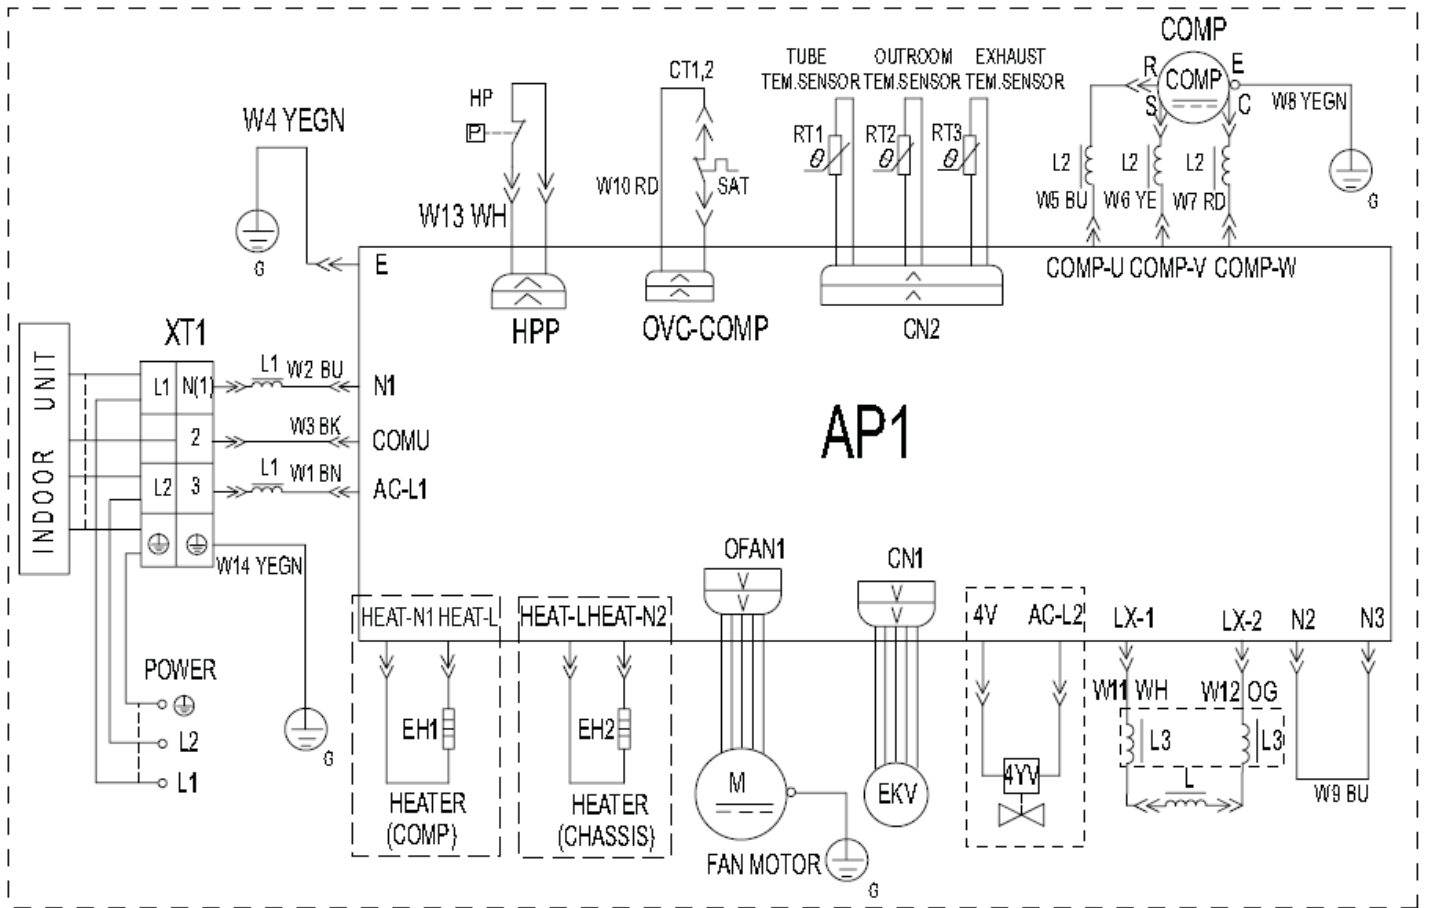 COMP
TUBE TEM.SENSOR
OUTROOM TEM.SENSOR
EXHAUST TEM.SENSOR
CT1,2
HP
P
W4 YEGN
G
W13 WH
W10 RD
SAT
RT1
RT2
RT3
θ
θ
θ
R
COMP
E
S
C
W8 YEGN
G
L2
L2
L2
W5 BU
W6 YE
W7 RD
E
HPP
OVC-COMP
CN2
COMP-U
COMP-V
COMP-W
INDOOR UNIT
XT1
L1
N(1)
2
L2
3
L1
W2 BU
N1
W3 BK
COMU
L1
W1 BN
AC-L1
AP1
W14 YEGN
G
POWER
L2
L1
HEAT-N1
HEAT-L
EH1
HEATER
(COMP)
HEAT-L
HEAT-N2
EH2
HEATER
(CHASSIS)
OFAN1
M
FAN MOTOR
G
CN1
EKV
4V
AC-L2
4YV
LX-1
LX-2
N2
N3
W11 WH
W12 OG
L3
L3
L
W9 BU